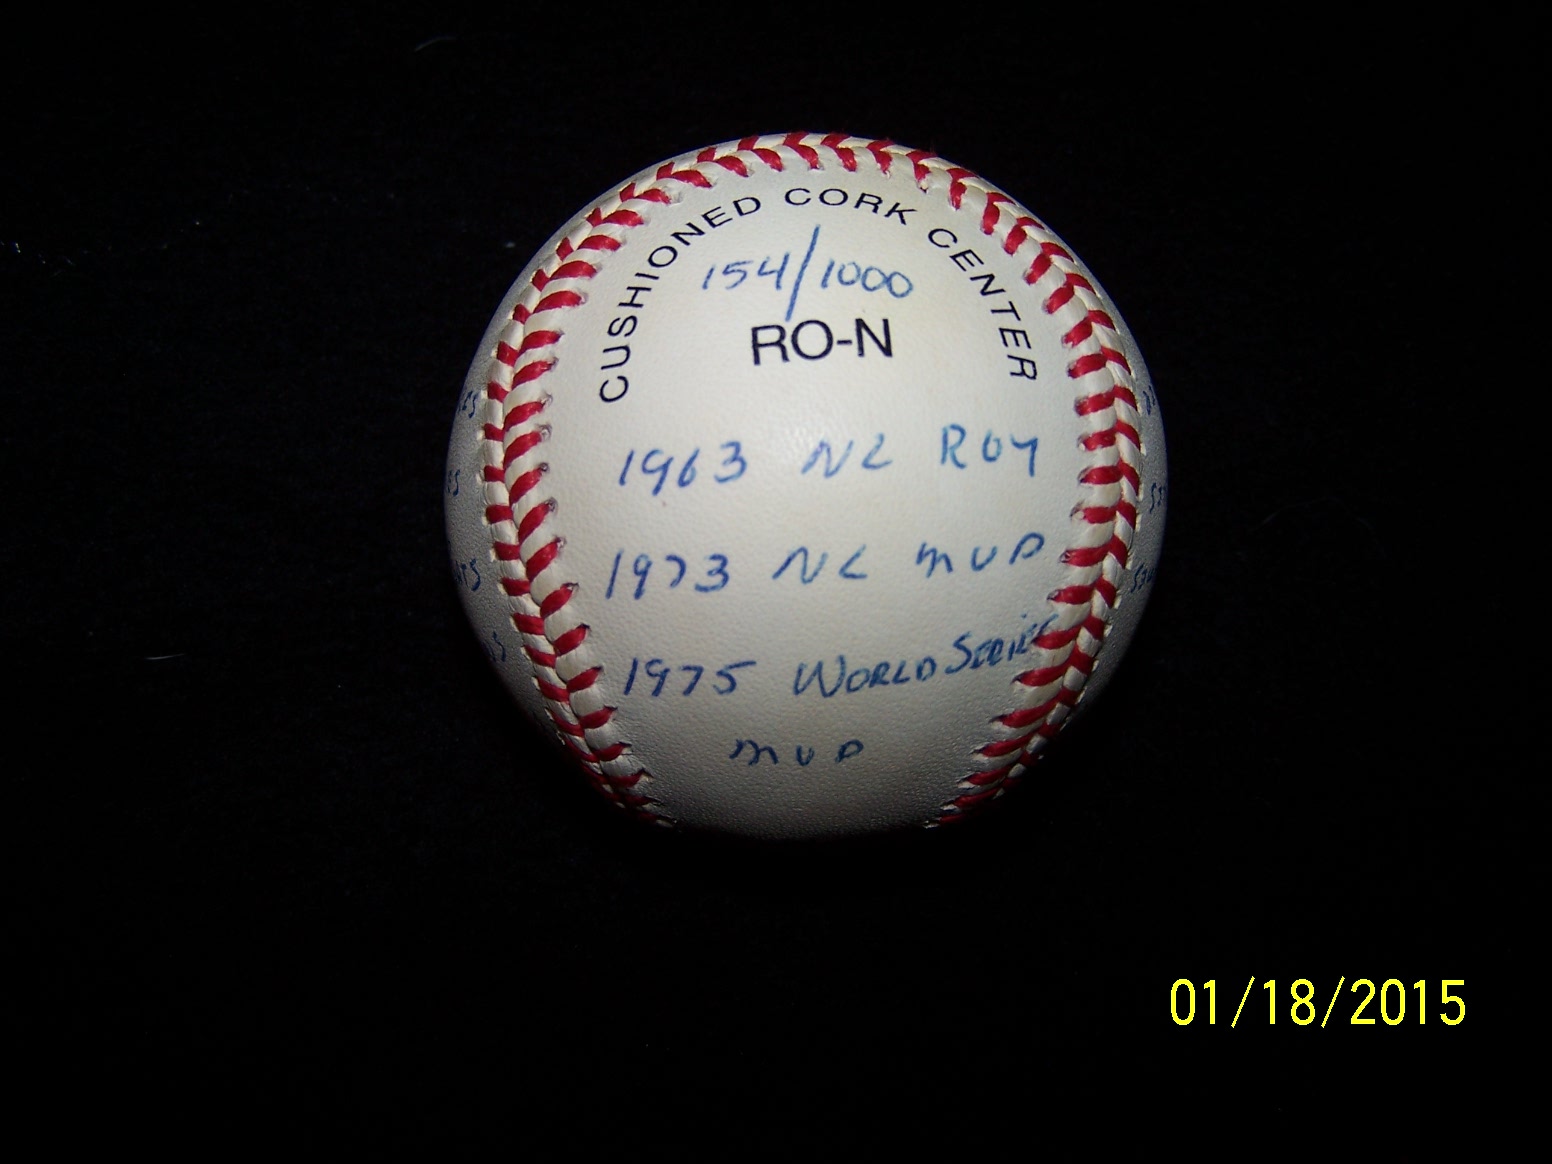 CUSHIONED CORK CENTER
154/1000
RO-N
1963 NL ROY
1973 NL MVP
1975 WORLD SERIES
MVP
01/18/2015